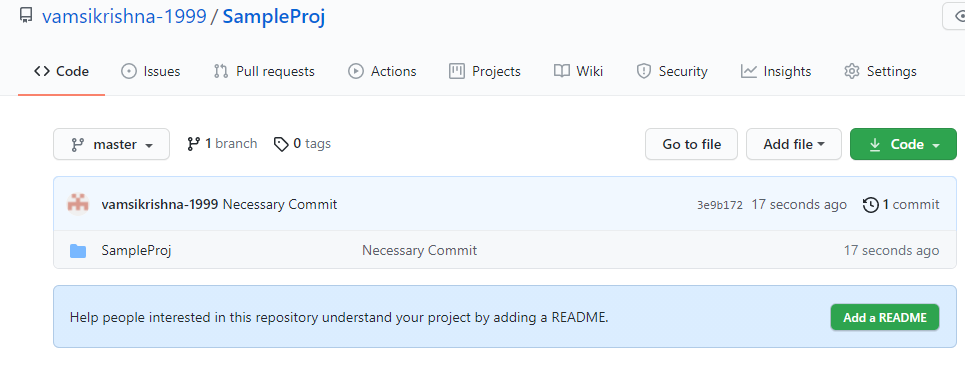 vamsikrishna-1999 / SampleProj
Code Issues Pull requests Actions Projects Wiki Security Insights Settings
master 1 branch 0 tags Go to file Add file Code
vamsikrishna-1999 Necessary Commit 3e9b172 17 seconds ago 1 commit
SampleProj Necessary Commit 17 seconds ago
Help people interested in this repository understand your project by adding a README. Add a README